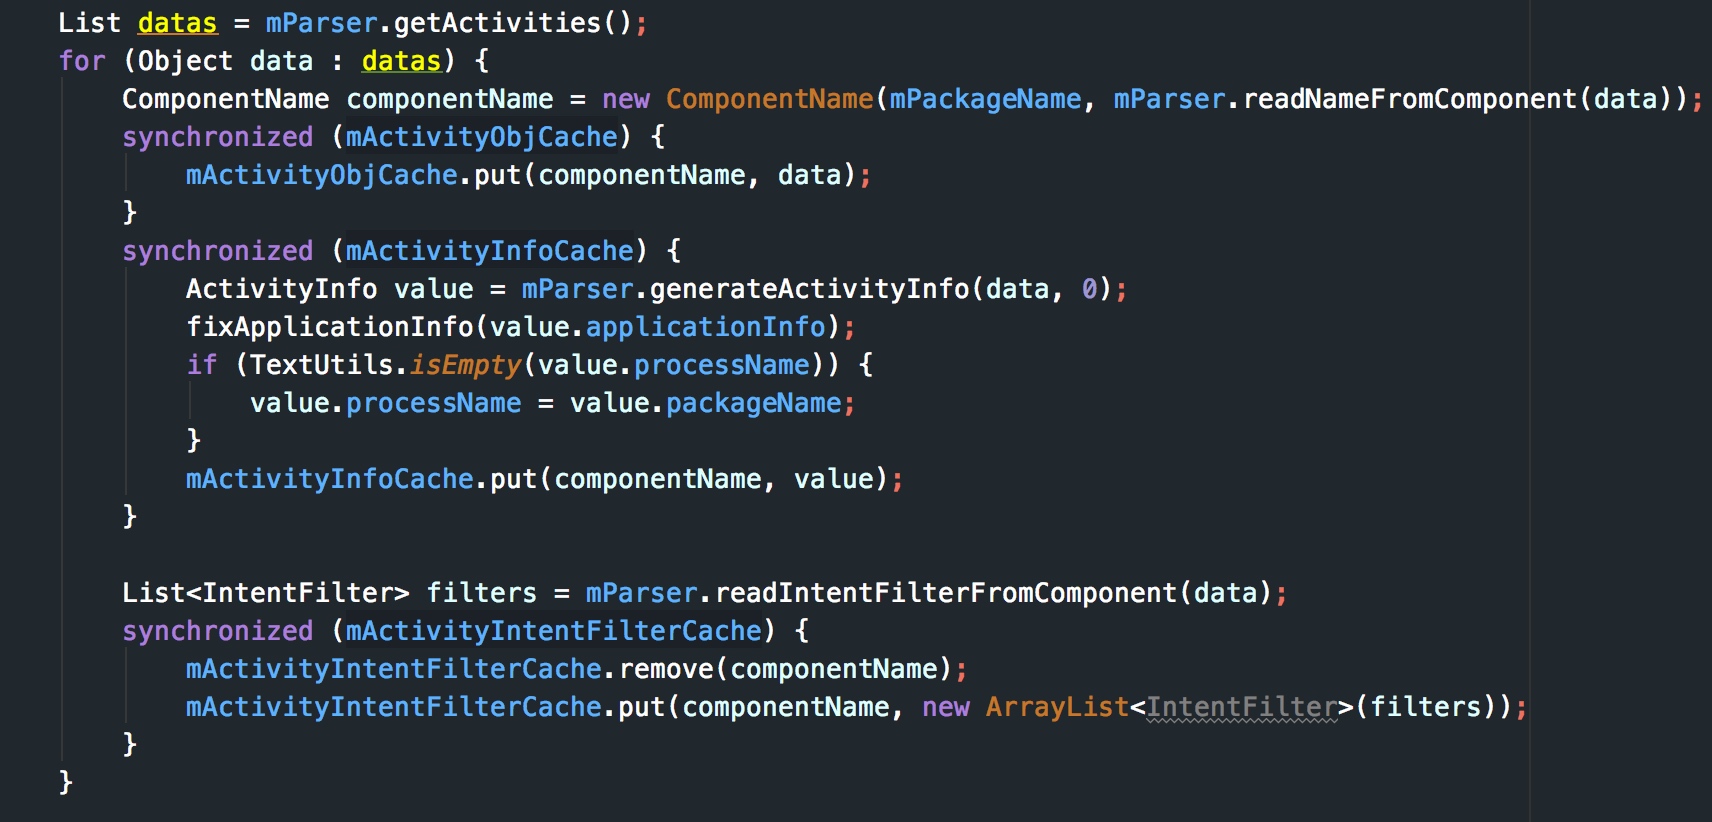 List datas = mParser.getActivities();
for (Object data : datas) {
ComponentName componentName = new ComponentName(mPackageName, mParser.readNameFromComponent(data));
synchronized (mActivityObjCache) {
mActivityObjCache.put(componentName, data);
}
synchronized (mActivityInfoCache) {
ActivityInfo value = mParser.generateActivityInfo(data, 0);
fixApplicationInfo(value.applicationInfo);
if (TextUtils.isEmpty(value.processName)) {
value.processName = value.packageName;
}
mActivityInfoCache.put(componentName, value);
}
List<IntentFilter> filters = mParser.readIntentFilterFromComponent(data);
synchronized (mActivityIntentFilterCache) {
mActivityIntentFilterCache.remove(componentName);
mActivityIntentFilterCache.put(componentName, new ArrayList<IntentFilter>(filters));
}
}